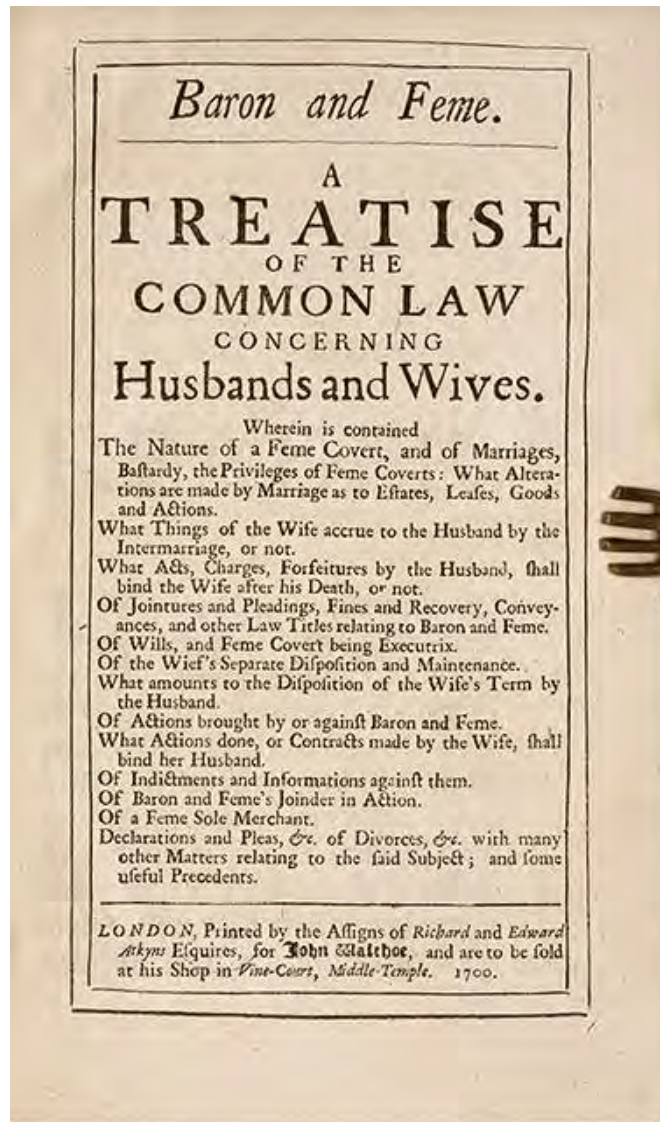 Baron and Feme.
A
TREATISE
OF THE
COMMON LAW
CONCERNING
Husbands and Wives.
Wherein is contained
The Nature of a Feme Covert, and of Marriages,
Baſtardy, the Privileges of Feme Coverts: What Altera-
tions are made by Marriage as to Eſtates, Leaſes, Goods
and Actions.
What Things of the Wife accrue to the Husband by the
Intermarriage, or not.
What Acts, Charges, Forfeitures by the Husband, ſhall
bind the Wife after his Death, or not.
Of Jointures and Pleadings, Fines and Recovery, Convey-
ances, and other Law Titles relating to Baron and Feme.
Of Wills, and Feme Covert being Executrix.
Of the Wief's Separate Diſpoſition and Maintenance.
What amounts to the Diſpoſition of the Wife's Term by
the Husband.
Of Actions brought by or againſt Baron and Feme.
What Actions done, or Contracts made by the Wife, ſhall
bind her Husband.
Of Indictments and Informations againſt them.
Of Baron and Feme's Joinder in Action.
Of a Feme Sole Merchant.
Declarations and Pleas, &c. of Divorces, &c. with many
other Matters relating to the ſaid Subject; and ſome
uſeful Precedents.
LONDON, Printed by the Aſſigns of Richard and Edward
Atkyns Eſquires, for John Walthoe, and are to be ſold
at his Shop in Vine-Court, Middle-Temple. 1700.